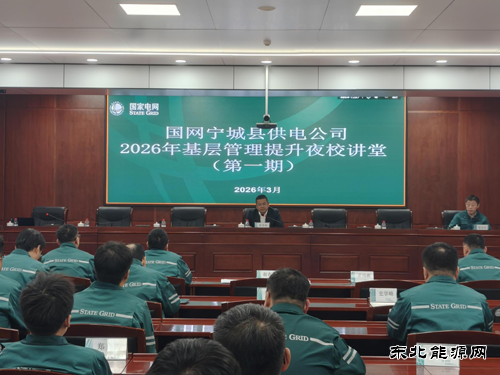 国家电网
STATE GRID
国网宁城县供电公司
2026年基层管理提升夜校讲堂
（第一期）
2026年3月
STATE GRID
STATE GRID
STATE GRID
STATE GRID
东北能源网